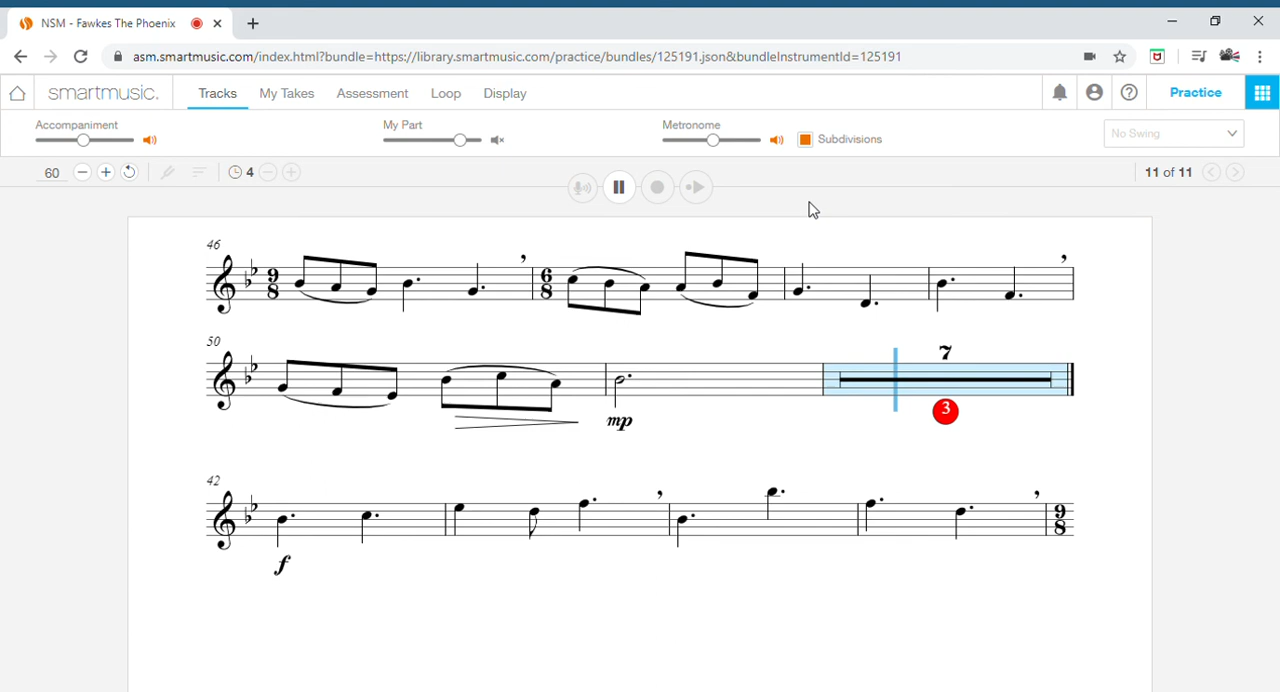 NSM - Fawkes The Phoenix
asm.smartmusic.com/index.html?bundle=https://library.smartmusic.com/practice/bundles/125191.json&bundleInstrumentId=125191
smartmusic. Tracks My Takes Assessment Loop Display Practice
Accompaniment My Part Metronome Subdivisions No Swing
60 4 11 of 11
46
9
8
6
8
50
7
mp
3
42
9
8
f